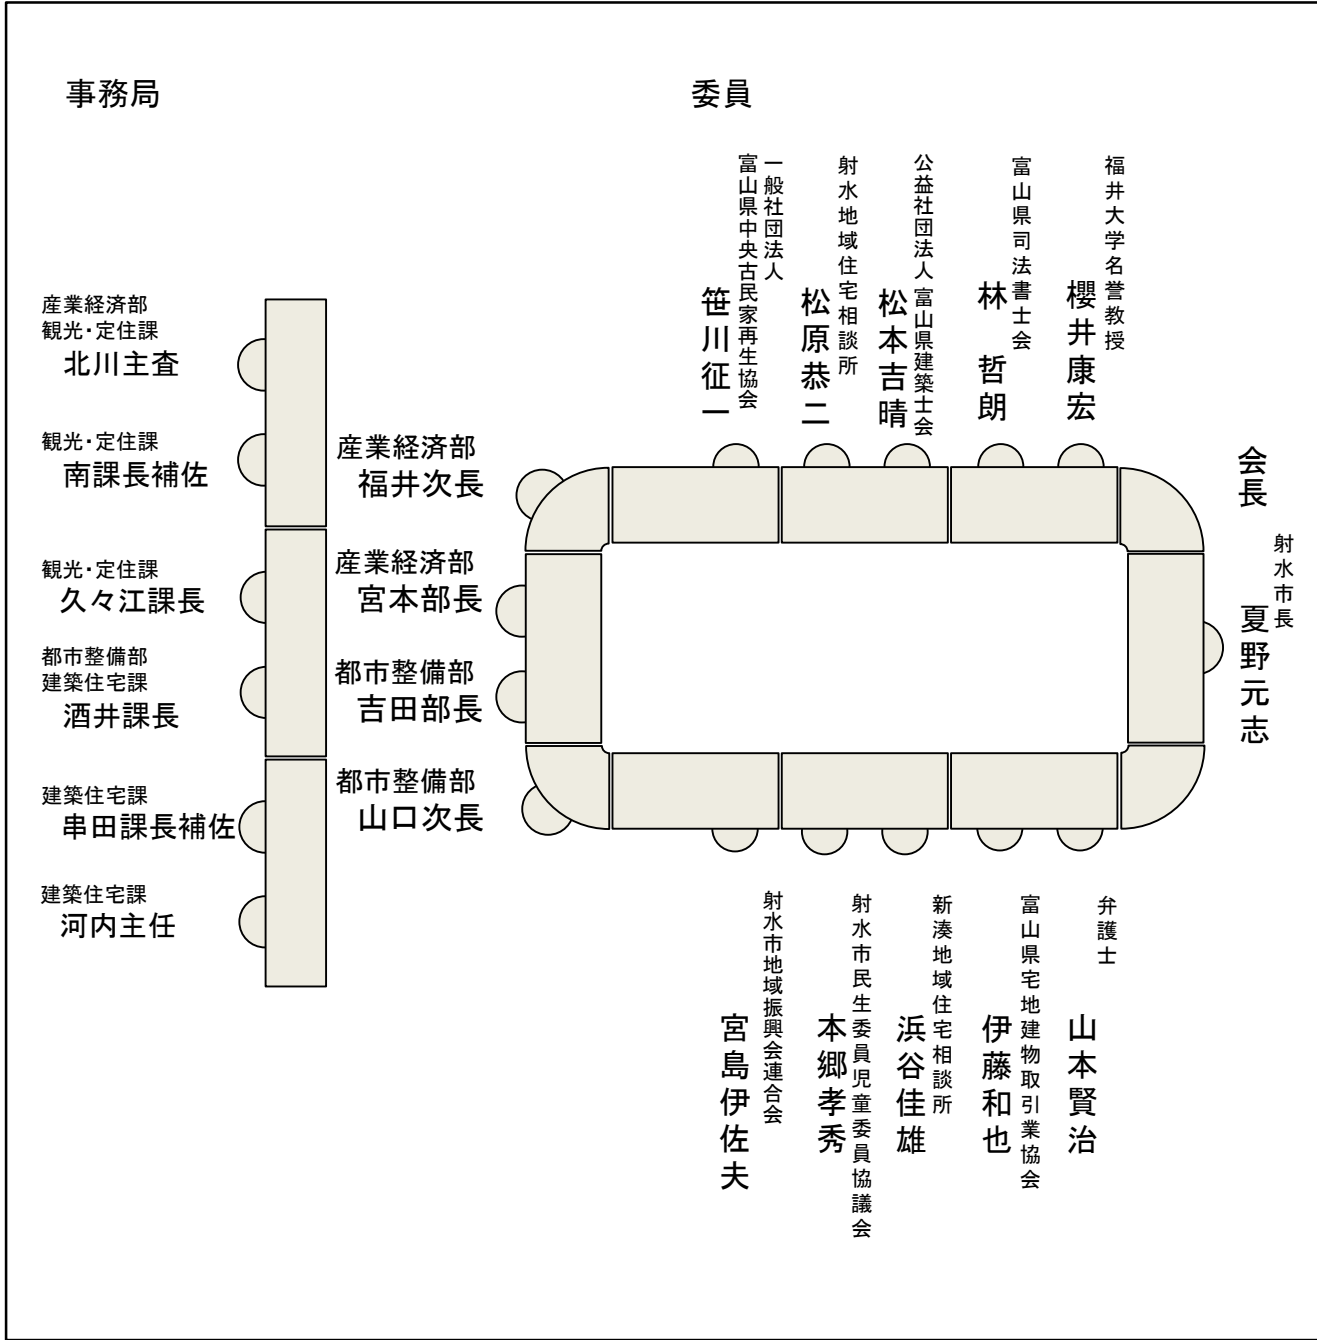 事務局
委員
産業経済部
観光・定住課
北川主査
観光・定住課
南課長補佐
観光・定住課
久々江課長
都市整備部
建築住宅課
酒井課長
建築住宅課
串田課長補佐
建築住宅課
河内主任
産業経済部
福井次長
産業経済部
宮本部長
都市整備部
吉田部長
都市整備部
山口次長
一般社団法人
富山県中央古民家再生協会
笹川征一
射水地域住宅相談所
松原恭二
公益社団法人 富山県建築士会
松本吉晴
富山県司法書士会
林 哲朗
福井大学名誉教授
櫻井康宏
会長
射水市長
夏野元志
射水市地域振興会連合会
宮島伊佐夫
射水市民生委員児童委員協議会
本郷孝秀
新湊地域住宅相談所
浜谷佳雄
富山県宅地建物取引業協会
伊藤和也
弁護士
山本賢治